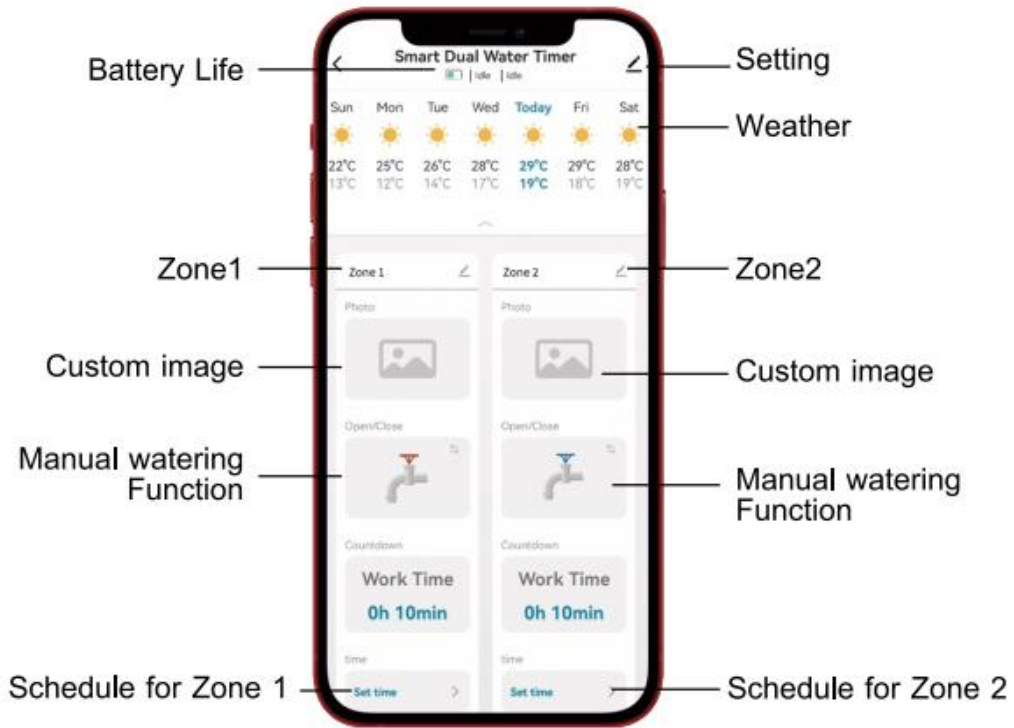 Smart Dual Water Timer
Battery Life
Idle | Idle
Setting
Sun Mon Tue Wed Today Fri Sat
Weather
22°C 25°C 26°C 28°C 29°C 29°C 28°C
13°C 12°C 14°C 17°C 19°C 18°C 19°C
Zone1
Zone 1
Zone 2
Zone2
Photo
Photo
Custom image
Custom image
Open/Close
Open/Close
Manual watering
Function
Manual watering
Function
Countdown
Countdown
Work Time
0h 10min
Work Time
0h 10min
time
time
Schedule for Zone 1
Set time
Set time
Schedule for Zone 2